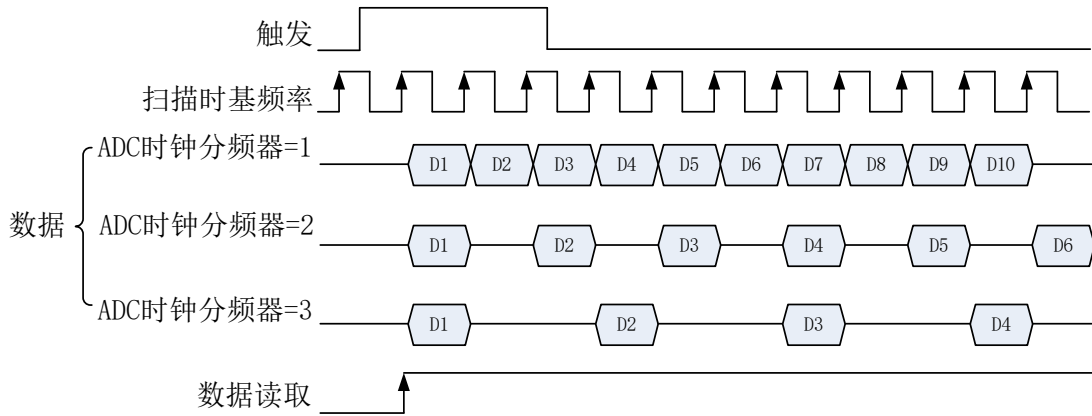 触发
扫描时基频率
数据
ADC时钟分频器=1
D1 D2 D3 D4 D5 D6 D7 D8 D9 D10
ADC时钟分频器=2
D1 D2 D3 D4 D5 D6
ADC时钟分频器=3
D1 D2 D3 D4
数据读取